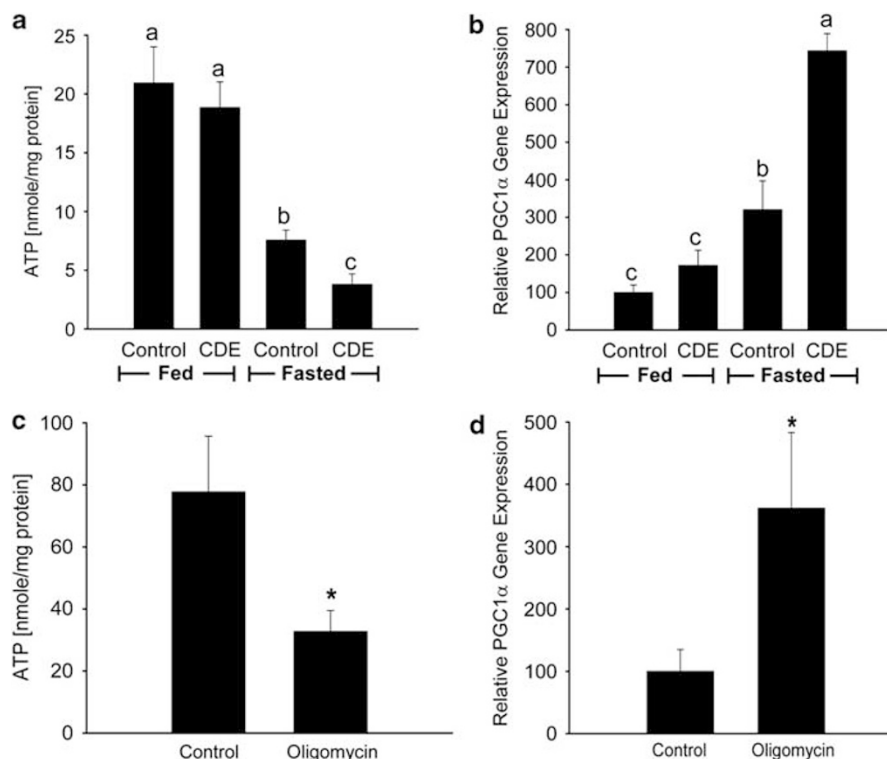 a
ATP [nmole/mg protein]
25
20
15
10
5
0
a
a
b
c
Control CDE Control CDE
Fed Fasted
b
Relative PGC1α Gene Expression
800
700
600
500
400
300
200
100
0
c
c
b
a
Control CDE Control CDE
Fed Fasted
c
ATP [nmole/mg protein]
100
80
60
40
20
0
*
Control Oligomycin
d
Relative PGC1α Gene Expression
500
400
300
200
100
0
*
Control Oligomycin